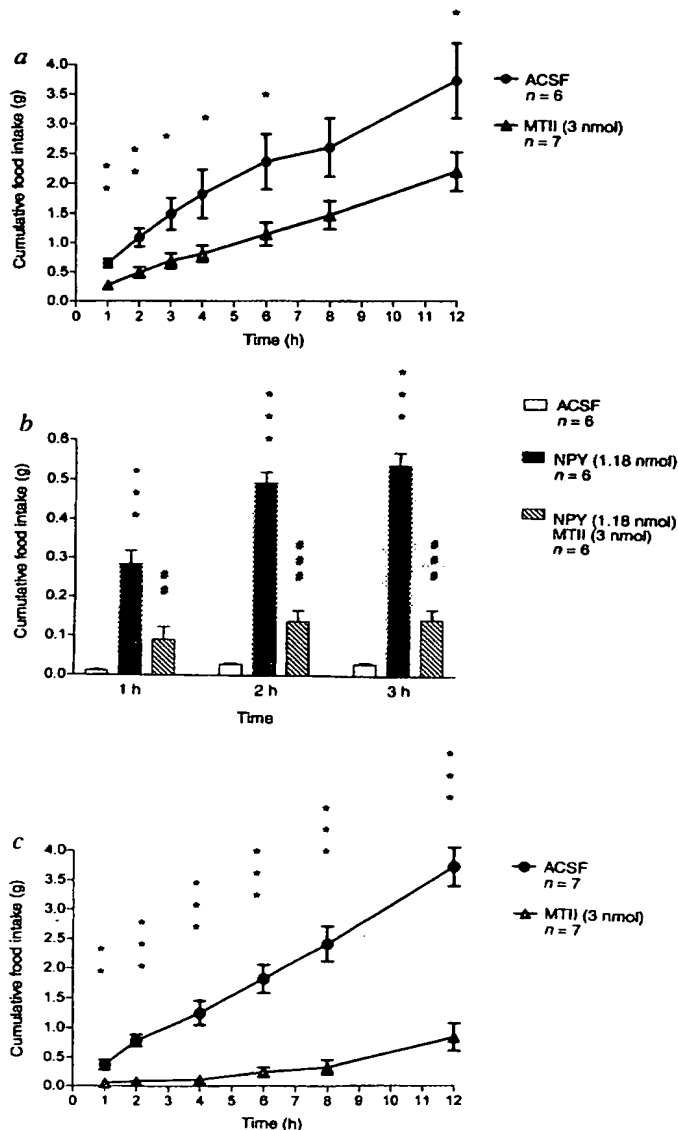 a
*
*
*
*
* *
* *
4.0
3.5
3.0
2.5
2.0
1.5
1.0
0.5
0.0
Cumulative food intake (g)
0 1 2 3 4 5 6 7 8 9 10 11 12
Time (h)
ACSF
n = 6
MTII (3 nmol)
n = 7
b
* * *
* * *
* * *
# #
# # #
# # #
0.6
0.5
0.4
0.3
0.2
0.1
0.0
Cumulative food intake (g)
1 h 2 h 3 h
Time
ACSF
n = 6
NPY (1.18 nmol)
n = 6
NPY (1.18 nmol)
MTII (3 nmol)
n = 6
c
* *
* * *
* * *
* * *
* * *
* * *
4.0
3.5
3.0
2.5
2.0
1.5
1.0
0.5
0.0
Cumulative food intake (g)
0 1 2 3 4 5 6 7 8 9 10 11 12
Time (h)
ACSF
n = 7
MTII (3 nmol)
n = 7